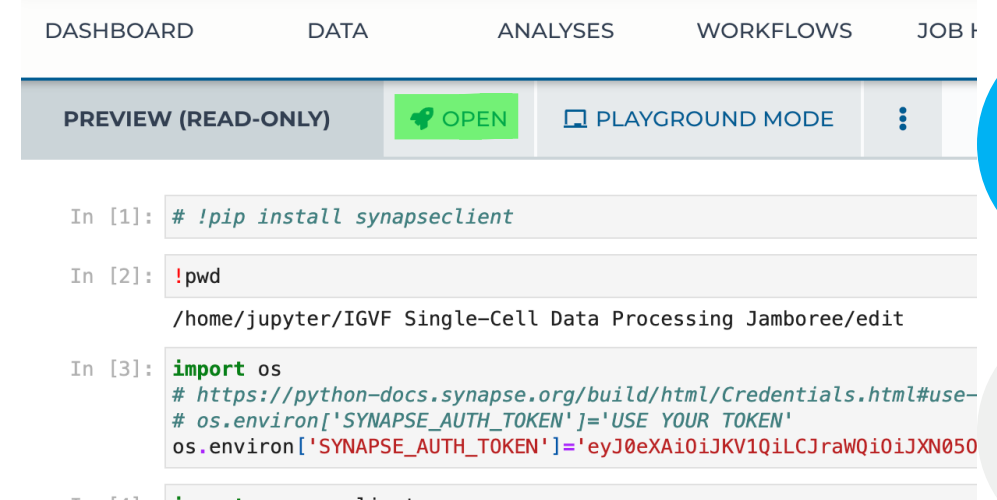 DASHBOARD DATA ANALYSES WORKFLOWS JOB H
PREVIEW (READ-ONLY) OPEN PLAYGROUND MODE
In [1]: # !pip install synapseclient
In [2]: !pwd
/home/jupyter/IGVF Single-Cell Data Processing Jamboree/edit
In [3]: import os
# https://python-docs.synapse.org/build/html/Credentials.html#use-
# os.environ['SYNAPSE_AUTH_TOKEN']='USE YOUR TOKEN'
os.environ['SYNAPSE_AUTH_TOKEN']='eyJ0eXAiOiJKV1QiLCJraWQiOiJXN05O